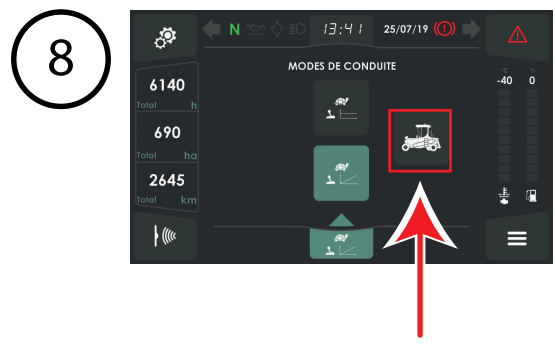 8
N 13:41 25/07/19
MODES DE CONDUITE
6140
Total h
690
Total ha
2645
Total km
°C %
-40 0